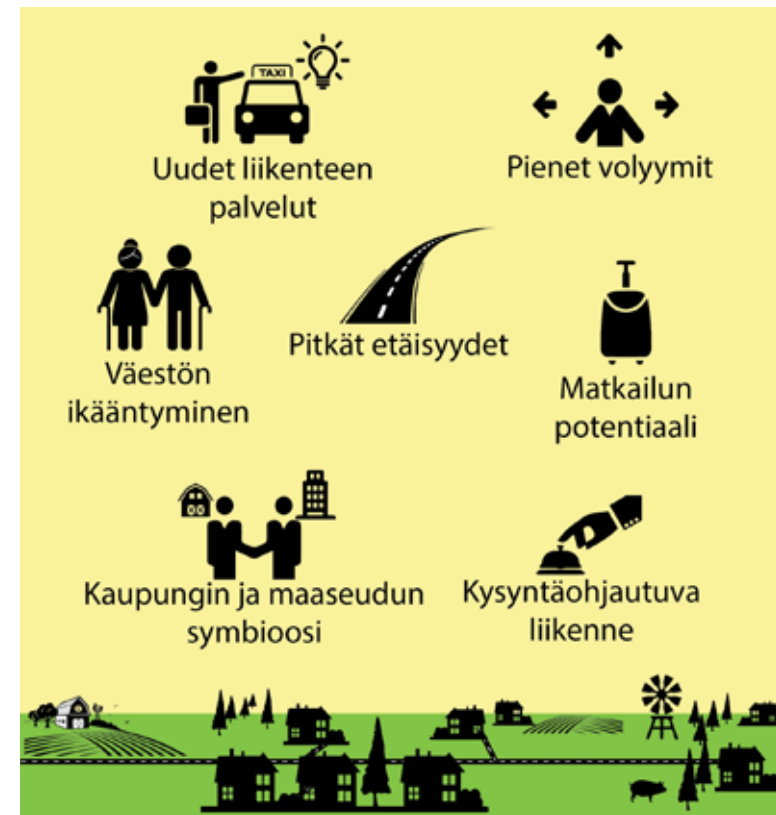 TAXI
Uudet liikenteen
palvelut
Pienet volyymit
Väestön
ikääntyminen
Pitkät etäisyydet
Matkailun
potentiaali
Kaupungin ja maaseudun
symbioosi
Kysyntäohjautuva
liikenne